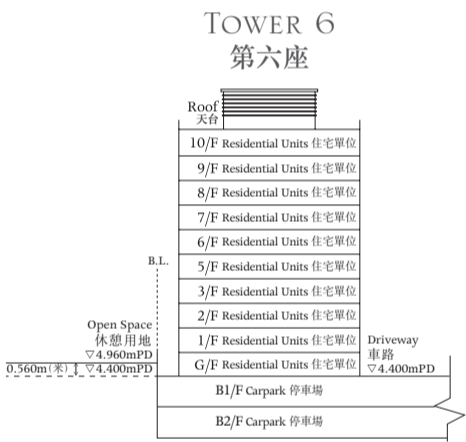 TOWER 6
第六座
Roof
天台
10/F Residential Units 住宅單位
9/F Residential Units 住宅單位
8/F Residential Units 住宅單位
7/F Residential Units 住宅單位
6/F Residential Units 住宅單位
B.L.
5/F Residential Units 住宅單位
3/F Residential Units 住宅單位
2/F Residential Units 住宅單位
Open Space
休憩用地
▽4.960mPD
1/F Residential Units 住宅單位
Driveway
車路
▽4.400mPD
0.560m(米) ▽4.400mPD
G/F Residential Units 住宅單位
B1/F Carpark 停車場
B2/F Carpark 停車場